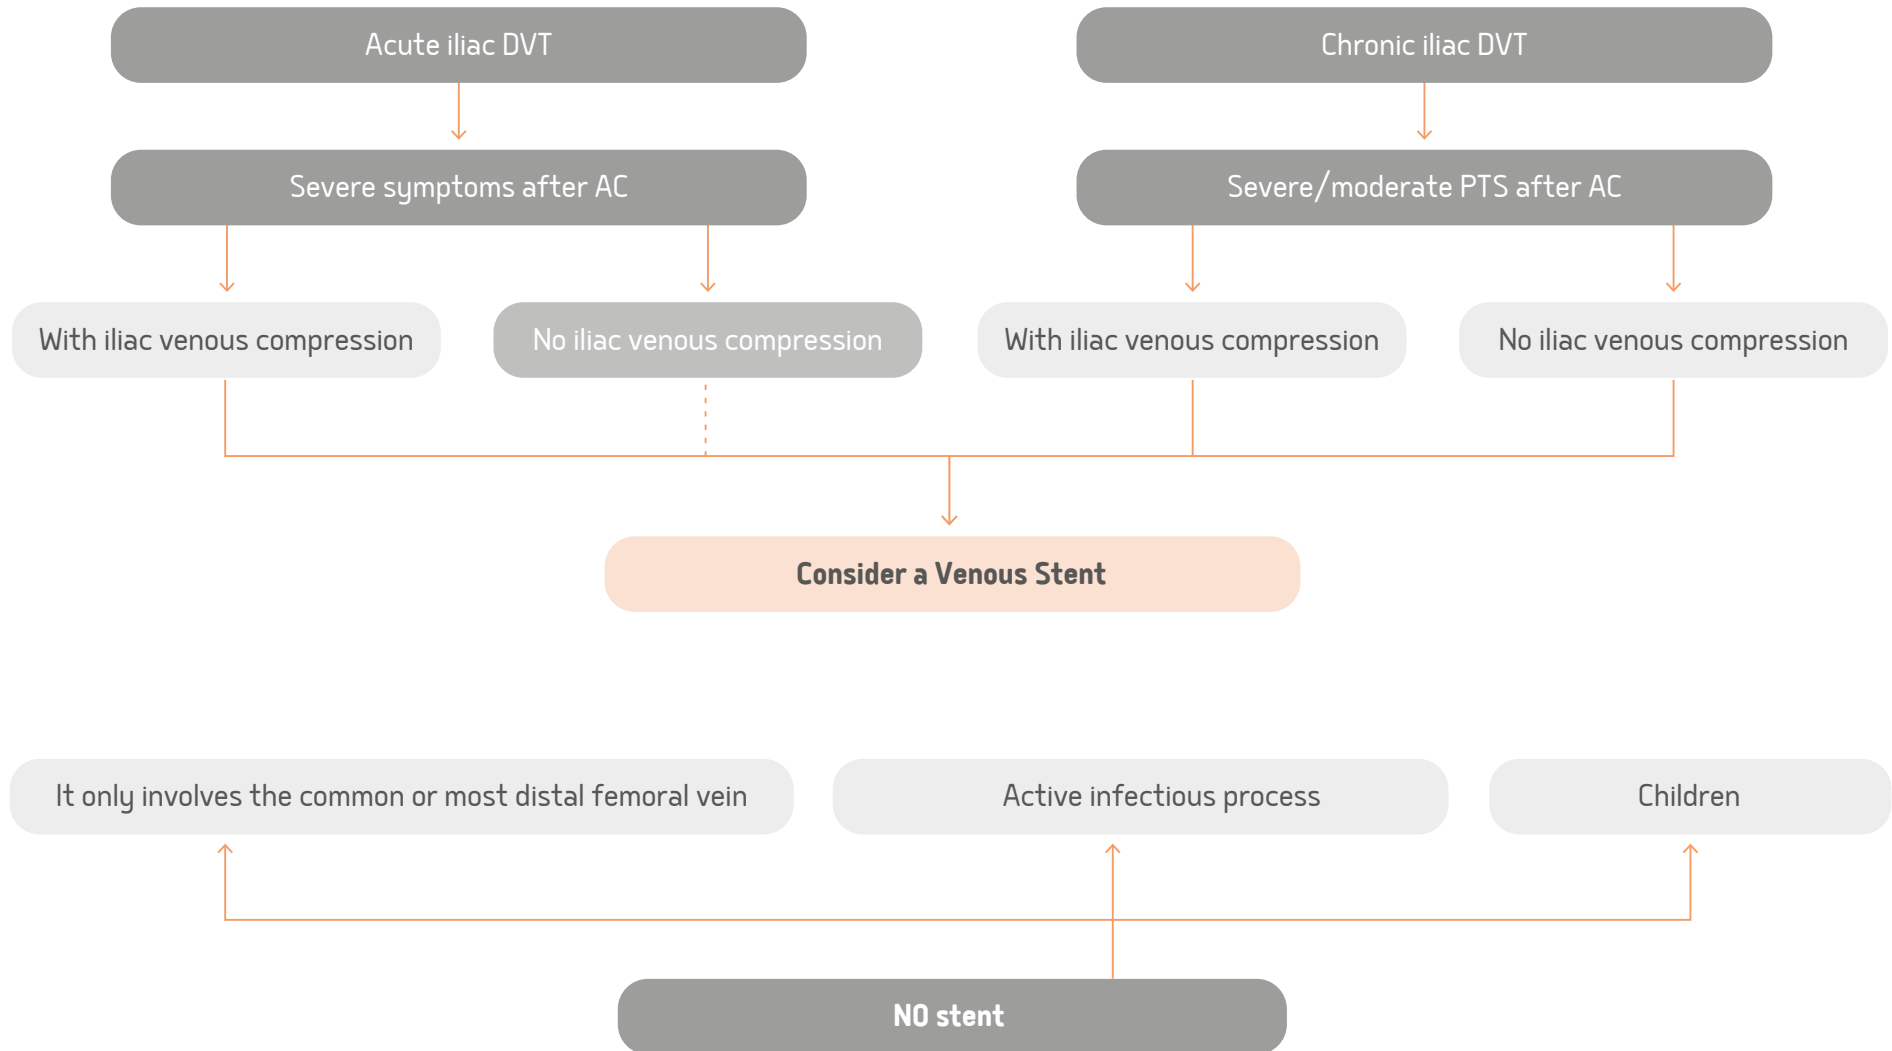 Acute iliac DVT
Chronic iliac DVT
Severe symptoms after AC
Severe/moderate PTS after AC
With iliac venous compression
No iliac venous compression
With iliac venous compression
No iliac venous compression
Consider a Venous Stent
It only involves the common or most distal femoral vein
Active infectious process
Children
NO stent